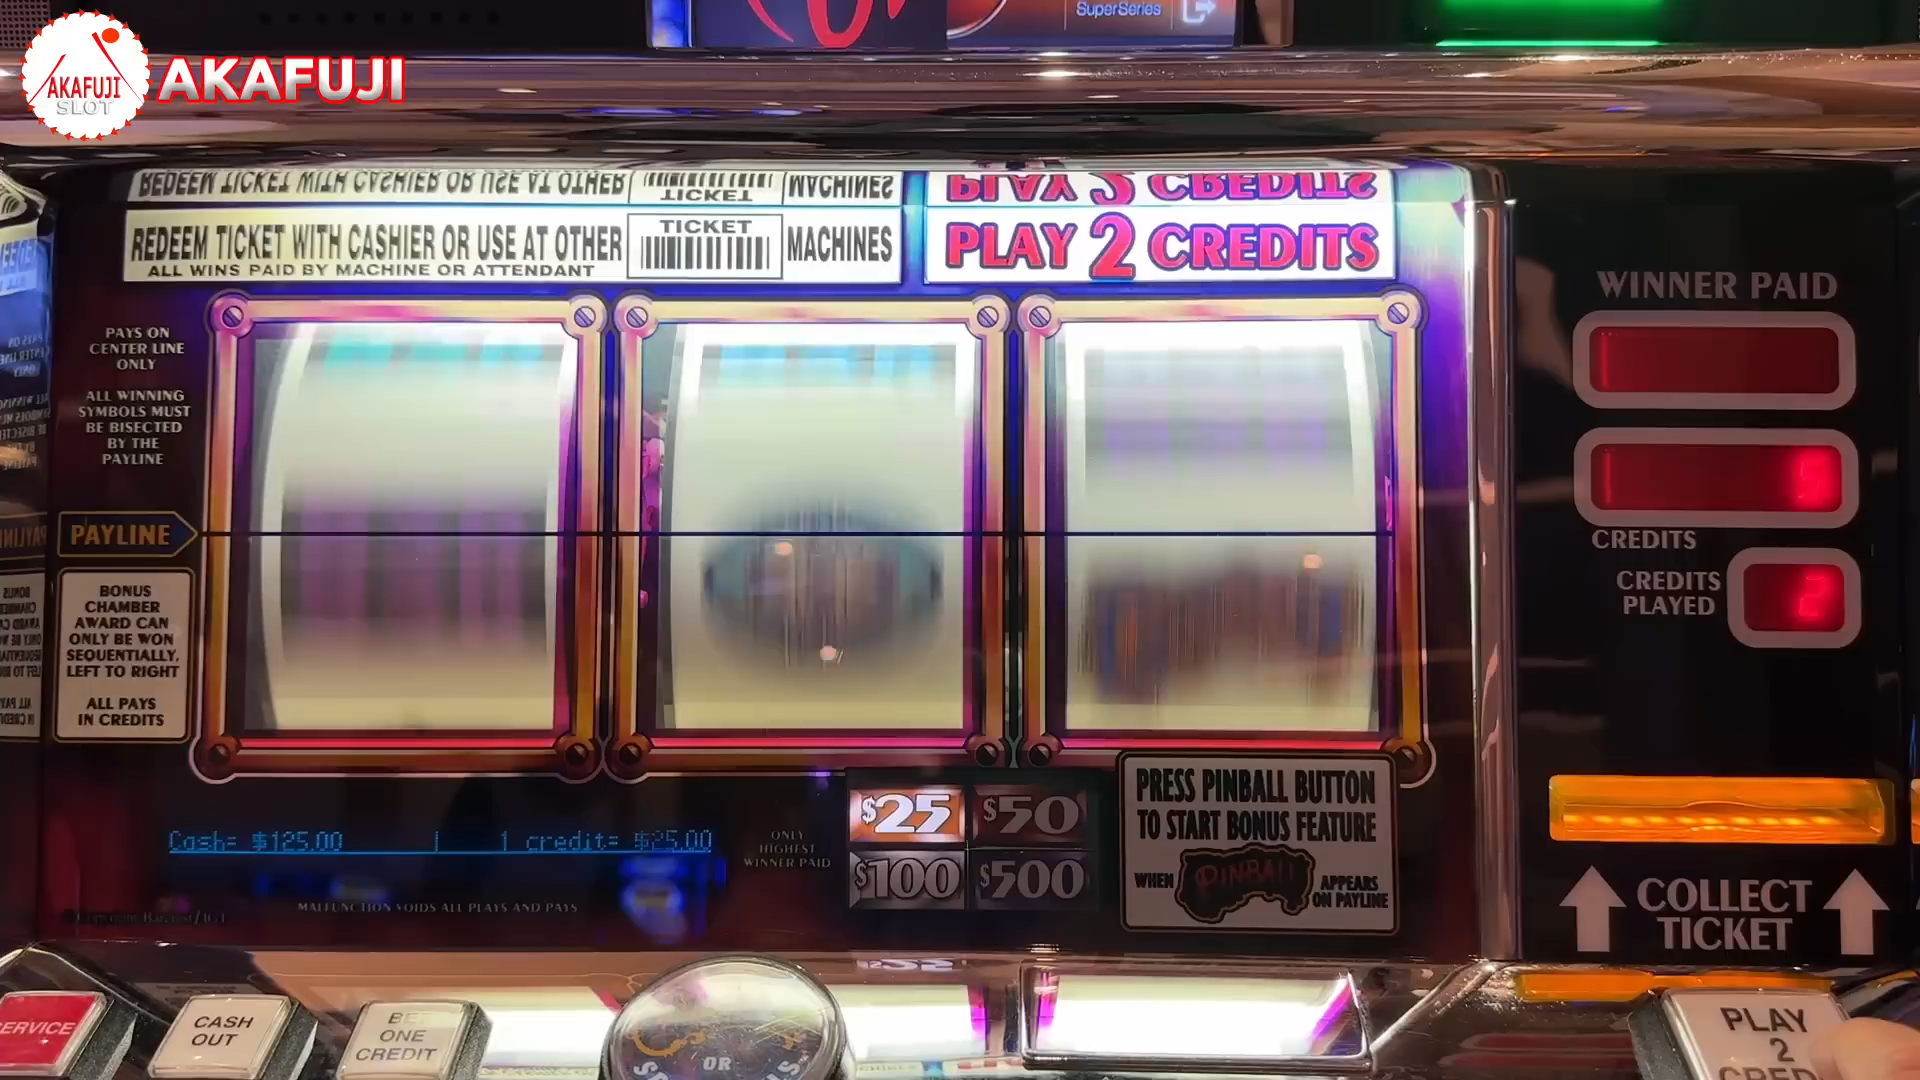 SuperSeries
AKAFUJI
SLOT
AKAFUJI
REDEEM TICKET WITH CASHIER OR USE AT OTHER
TICKET
MACHINES
ALL WINS PAID BY MACHINE OR ATTENDANT
PLAY 2 CREDITS
PAYS ON
CENTER LINE
ONLY
ALL WINNING
SYMBOLS MUST
BE BISECTED
BY THE
PAYLINE
PAYLINE
BONUS
CHAMBER
AWARD CAN
ONLY BE WON
SEQUENTIALLY,
LEFT TO RIGHT
ALL PAYS
IN CREDITS
WINNER PAID
5
CREDITS
CREDITS
PLAYED
2
Cash= $125.00 | 1 credit= $25.00
ONLY
HIGHEST
WINNER PAID
$25 $50
$100 $500
PRESS PINBALL BUTTON
TO START BONUS FEATURE
WHEN PINBALL APPEARS
ON PAYLINE
MALFUNCTION VOIDS ALL PLAYS AND PAYS
COLLECT
TICKET
SERVICE
CASH
OUT
BET
ONE
CREDIT
OR
PLAY
2
CRED